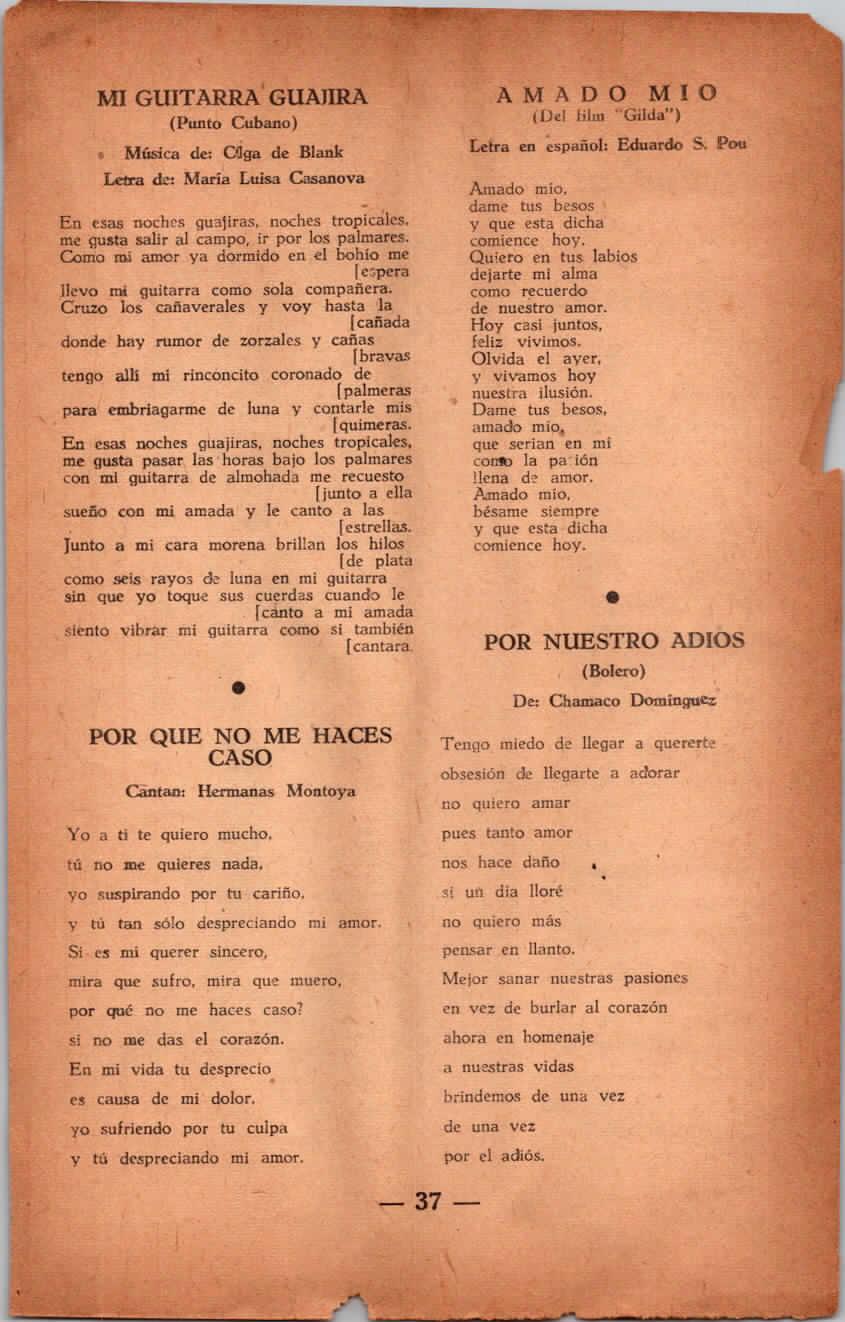 MI GUITARRA GUAJIRA
(Punto Cubano)
Música de: Olga de Blank
Letra de: María Luisa Casanova
En esas noches guajiras, noches tropicales,
me gusta salir al campo, ir por los palmares.
Como mi amor ya dormido en el bohío me
[espera
llevo mi guitarra como sola compañera.
Cruzo los cañaverales y voy hasta la
[cañada
donde hay rumor de zorzales y cañas
[bravas
tengo allí mi rinconcito coronado de
[palmeras
para embriagarme de luna y contarle mis
[quimeras.
En esas noches guajiras, noches tropicales,
me gusta pasar las horas bajo los palmares
con mi guitarra de almohada me recuesto
[junto a ella
sueño con mi amada y le canto a las
[estrellas.
Junto a mi cara morena brillan los hilos
[de plata
como seis rayos de luna en mi guitarra
sin que yo toque sus cuerdas cuando le
[canto a mi amada
siento vibrar mi guitarra como si también
[cantara.
POR QUE NO ME HACES
CASO
Cantan: Hermanas Montoya
Yo a ti te quiero mucho,
tú no me quieres nada,
yo suspirando por tu cariño,
y tú tan sólo despreciando mi amor.
Si es mi querer sincero,
mira que sufro, mira que muero,
por qué no me haces caso?
si no me das el corazón.
En mi vida tu desprecio
es causa de mi dolor,
yo sufriendo por tu culpa
y tú despreciando mi amor.
AMADO MIO
(Del film "Gilda")
Letra en español: Eduardo S. Pou
Amado mío,
dame tus besos
y que esta dicha
comience hoy.
Quiero en tus labios
dejarte mi alma
como recuerdo
de nuestro amor.
Hoy casi juntos,
feliz vivimos.
Olvida el ayer,
y vivamos hoy
nuestra ilusión.
Dame tus besos,
amado mío,
que serían en mí
como la pasión
llena de amor.
Amado mío,
bésame siempre
y que esta dicha
comience hoy.
POR NUESTRO ADIOS
(Bolero)
De: Chamaco Domínguez
Tengo miedo de llegar a quererte
obsesión de llegarte a adorar
no quiero amar
pues tanto amor
nos hace daño
si un día lloré
no quiero más
pensar en llanto.
Mejor sanar nuestras pasiones
en vez de burlar al corazón
ahora en homenaje
a nuestras vidas
brindemos de una vez
de una vez
por el adiós.
— 37 —